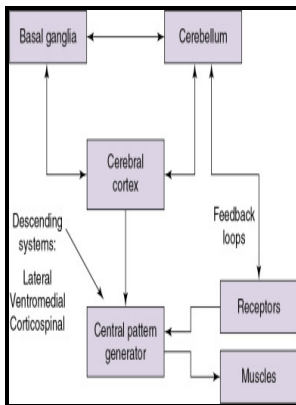 Basal ganglia
Cerebellum
Cerebral
cortex
Descending
systems:
Lateral
Ventromedial
Corticospinal
Feedback
loops
Central pattern
generator
Receptors
Muscles